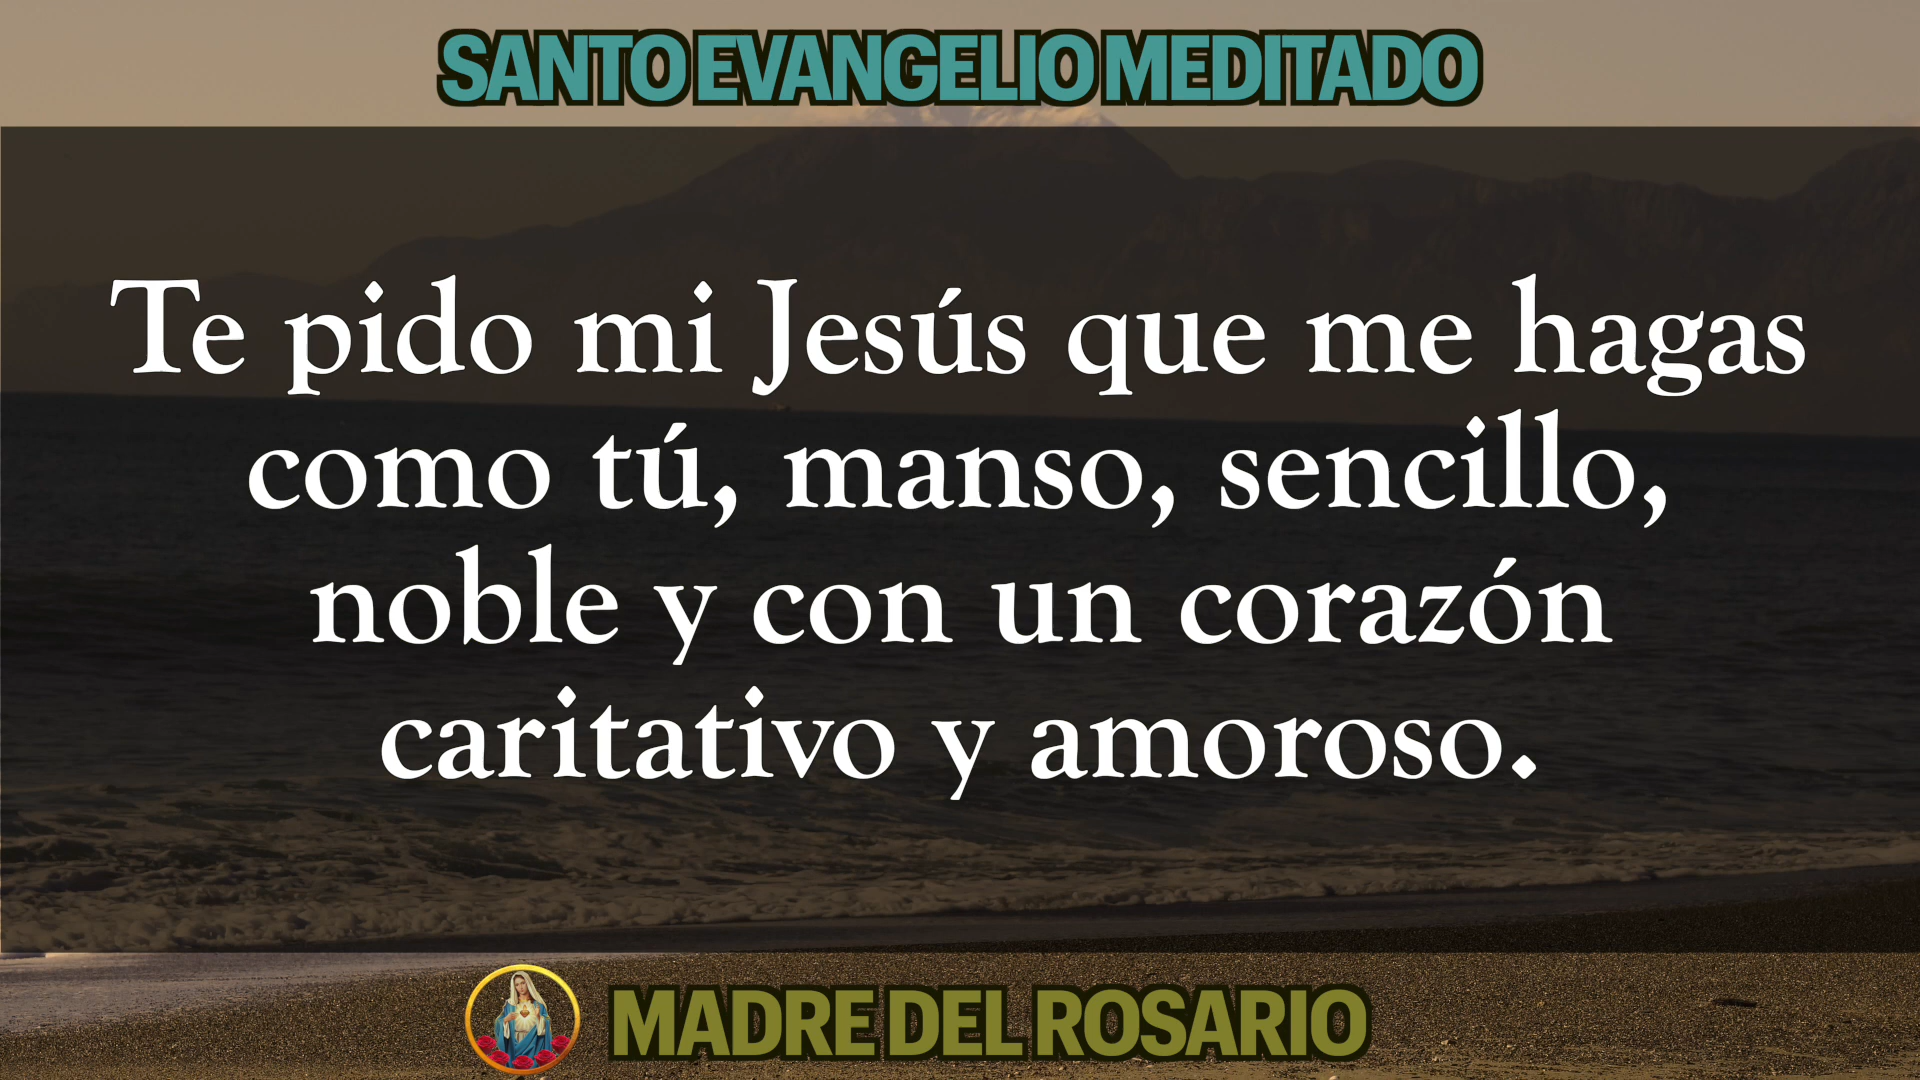 SANTO EVANGELIO MEDITADO
Te pido mi Jesús que me hagas
como tú, manso, sencillo,
noble y con un corazón
caritativo y amoroso.
MADRE DEL ROSARIO